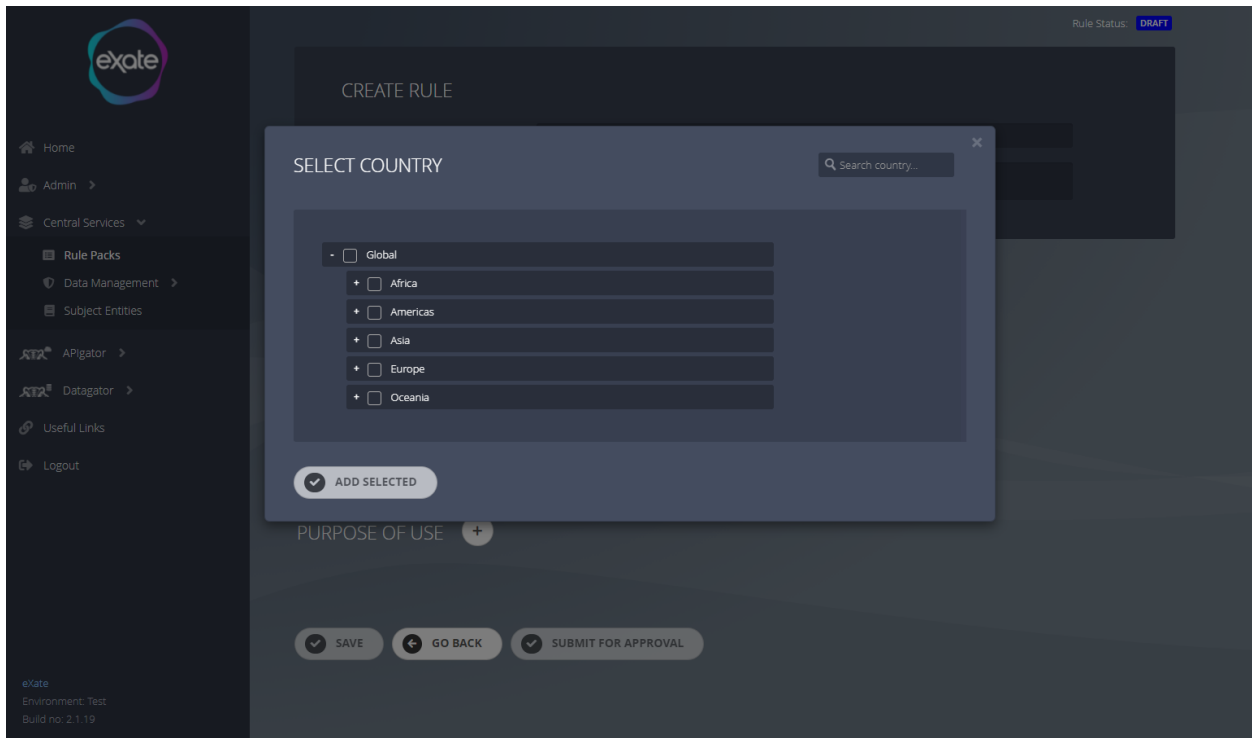 exate
Home
Admin
Central Services
Rule Packs
Data Management
Subject Entities
APIgator
Datagator
Useful Links
Logout
eXate
Environment: Test
Build no: 2.1.19
Rule Status: DRAFT
CREATE RULE
SELECT COUNTRY
×
Search country...
- Global
+ Africa
+ Americas
+ Asia
+ Europe
+ Oceania
ADD SELECTED
PURPOSE OF USE +
SAVE GO BACK SUBMIT FOR APPROVAL